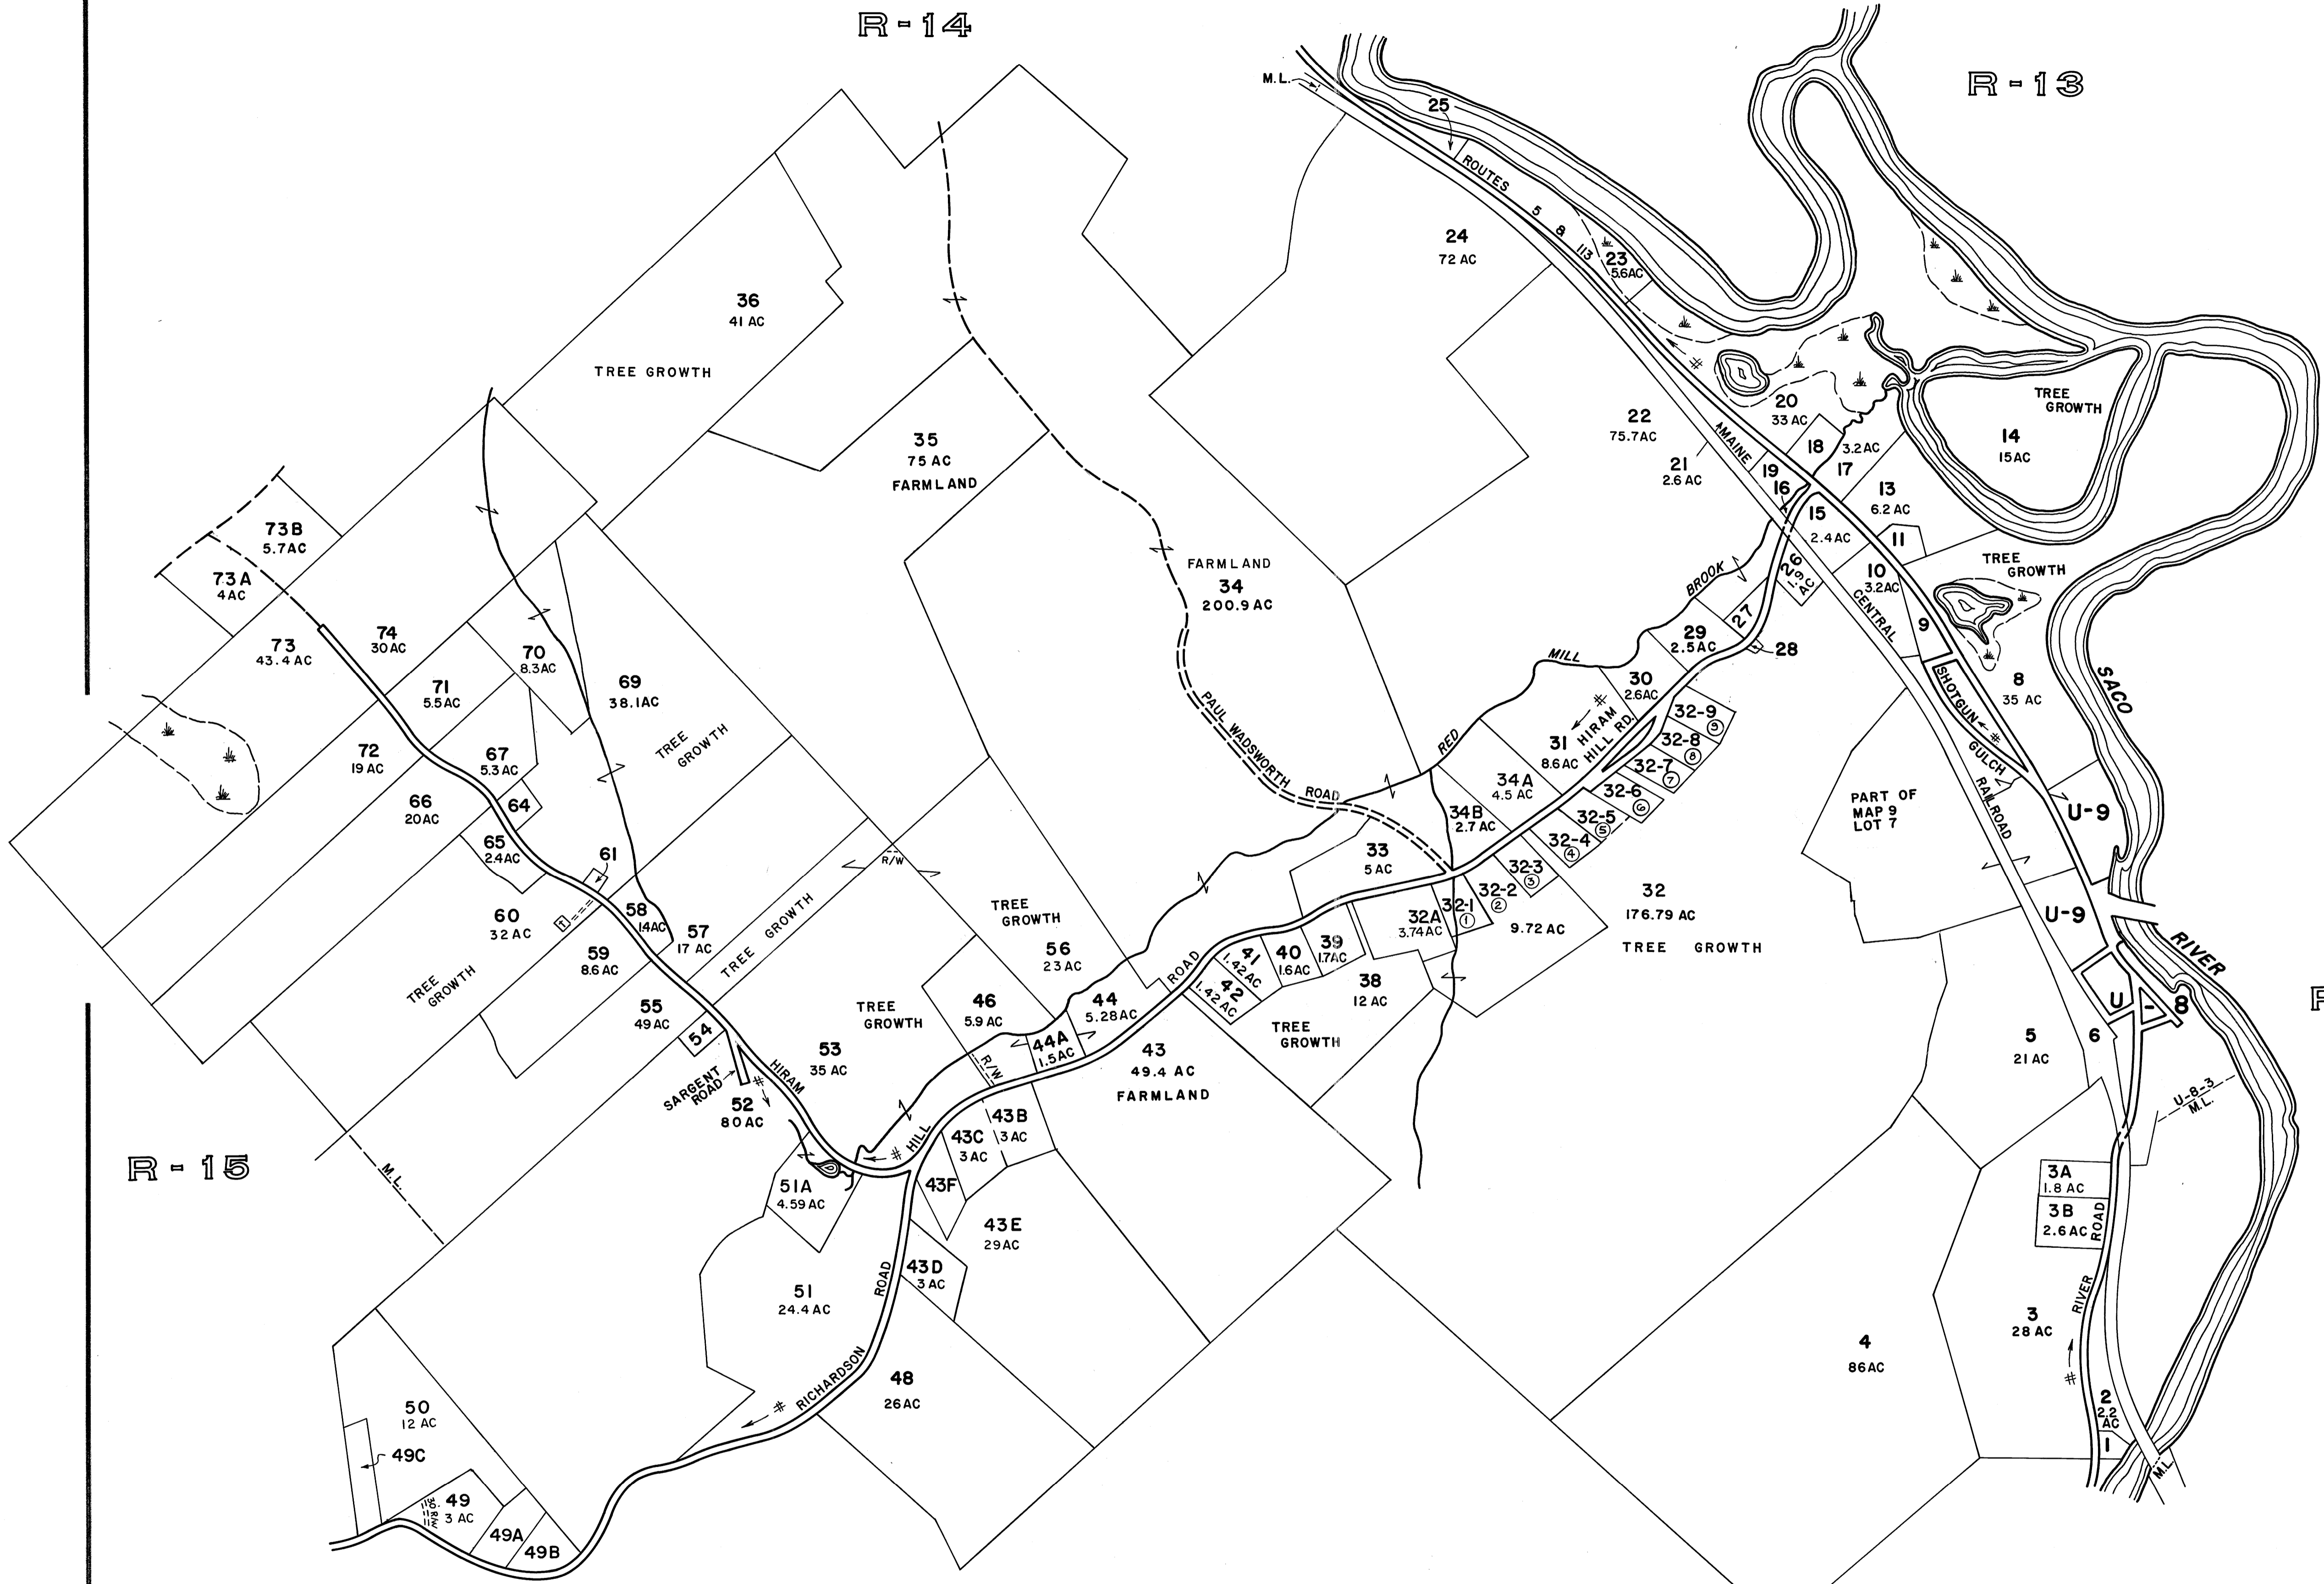 R-14
R-13
M.L.
25
ROUTES 5 & 113
23
5.6AC
24
72 AC
36
41 AC
TREE GROWTH
35
75 AC
FARMLAND
22
75.7AC
21
2.6 AC
MAINE
CENTRAL
RAILROAD
20
33 AC
18
3.2AC
17
19
16
TREE
GROWTH
14
15AC
13
6.2 AC
15
2.4AC
11
10
3.2AC
9
TREE
GROWTH
8
35 AC
SHOTGUN
GULCH
SACO
RIVER
26
1.9 AC
27
28
29
2.5AC
30
2.6AC
RED
MILL
BROOK
31
8.6 AC
HIRAM
HILL RD.
32-9
9
32-8
8
32-7
7
32-6
6
32-5
5
32-4
4
32-3
3
32-2
2
32-1
1
9.72 AC
32A
3.74AC
32
176.79 AC
TREE GROWTH
34A
4.5 AC
34B
2.7 AC
33
5 AC
FARMLAND
34
200.9 AC
PAUL WADSWORTH
ROAD
PART OF
MAP 9
LOT 7
U-9
U-9
U - 8
U-8-3
M.L.
73B
5.7AC
73A
4AC
73
43.4 AC
74
30AC
71
5.5AC
70
8.3AC
69
38.1AC
TREE
GROWTH
72
19 AC
67
5.3AC
66
20AC
64
65
2.4AC
61
60
32 AC
58
1.4AC
57
17 AC
59
8.6 AC
TREE
GROWTH
TREE GROWTH
R/W
55
49 AC
54
SARGENT
ROAD
52
80 AC
HIRAM
HILL
ROAD
53
35 AC
TREE
GROWTH
TREE
GROWTH
56
23 AC
46
5.9 AC
R/W
44A
1.5AC
44
5.28AC
43
49.4 AC
FARMLAND
41
1.42AC
42
1.42 AC
40
1.6AC
39
1.7AC
38
12 AC
TREE
GROWTH
43B
3 AC
43C
3 AC
43F
43E
29AC
43D
3 AC
51A
4.59 AC
51
24.4 AC
RICHARDSON
ROAD
48
26AC
R-15
M.L.
50
12 AC
49C
49
3 AC
30' R/W
49A
49B
5
21 AC
6
4
86AC
3A
1.8 AC
3B
2.6AC
RIVER
ROAD
3
28 AC
2
2.2
AC
1
M.L.